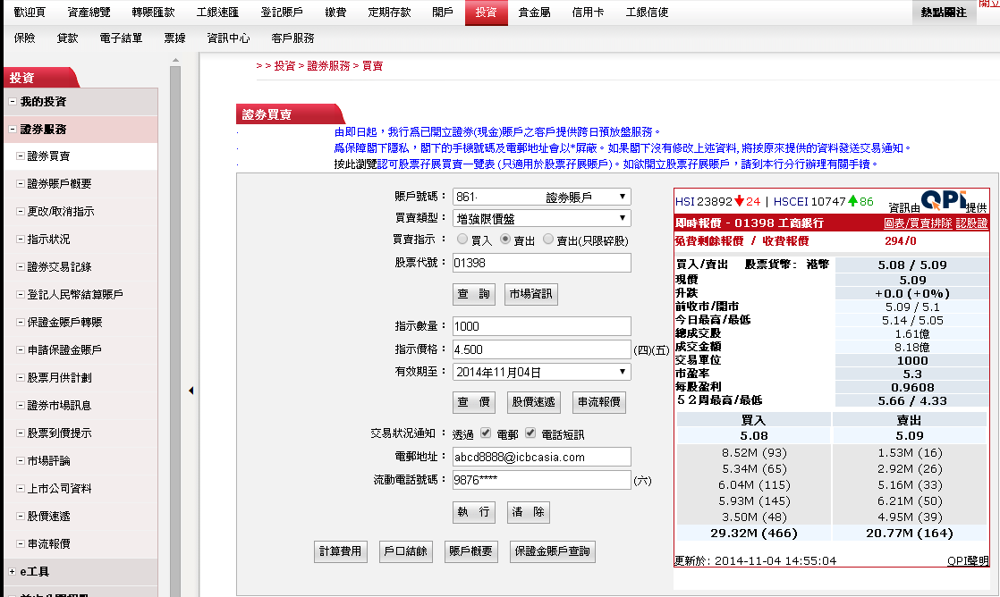 歡迎頁 資產總覽 轉賬匯款 工銀速匯 登記賬戶 繳費 定期存款 開戶 投資 貴金屬 信用卡 工銀信使 熱點關注
保險 貸款 電子結單 票據 資訊中心 客戶服務
投資
我的投資
證券服務
證券買賣
證券賬戶概要
更改/取消指示
指示狀況
證券交易記錄
登記人民幣結算賬戶
保證金賬戶轉賬
申請保證金賬戶
股票月供計劃
證券市場訊息
股票到價提示
市場評論
上市公司資料
股價速遞
串流報價
e工具
> > 投資 > 證券服務 > 買賣
證券買賣
由即日起，我行爲已開立證券(現金)賬戶之客戶提供跨日預放盤服務。
爲保障閣下隱私，閣下的手機號碼及電郵地址會以*屏蔽。如果閣下沒有修改上述資料, 將按原來提供的資料發送交易通知。
按此瀏覽認可股票孖展買賣一覽表 (只適用於股票孖展賬戶)。如欲開立股票孖展賬戶，請到本行分行辦理有關手續。
賬戶號碼： 861- 證券賬戶
買賣類型： 增強限價盤
買賣指示： 買入 賣出 賣出(只限碎股)
股票代號： 01398
查 詢 市場資訊
指示數量： 1000
指示價格： 4.500 (四)(五)
有效期至： 2014年11月04日
查 價 股價速遞 串流報價
交易狀況通知： 透過 電郵 電話短訊
電郵地址： abcd8888@icbcasia.com
流動電話號碼： 9876**** (六)
執 行 清 除
計算費用 戶口結餘 賬戶概要 保證金賬戶查詢
HSI 23892 24 | HSCEI 10747 86 資訊由 QPi 提供
即時報價 - 01398 工商銀行 圖表/買賣排隊 認股證
免費剩餘報價 / 收費報價 294/0
買入/賣出 股票貨幣: 港幣 5.08 / 5.09
現價 5.09
升跌 +0.0 (+0%)
前收市/開市 5.09 / 5.1
今日最高/最低 5.14 / 5.05
總成交股 1.61億
成交金額 8.18億
交易單位 1000
市盈率 5.3
每股盈利 0.9608
５２周最高/最低 5.66 / 4.33
買入 賣出
5.08 5.09
8.52M (93) 1.53M (16)
5.34M (65) 2.92M (26)
6.04M (115) 5.16M (33)
5.93M (145) 6.21M (50)
3.50M (48) 4.95M (39)
29.32M (466) 20.77M (164)
更新於: 2014-11-04 14:55:04 QPI聲明